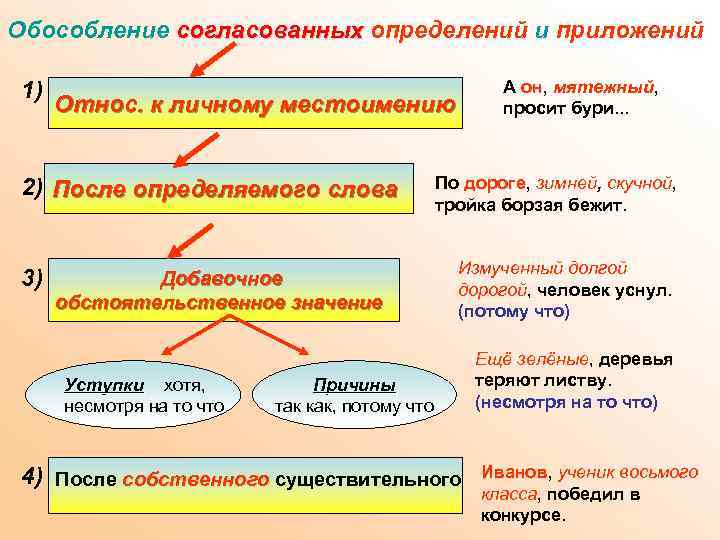 Обособление согласованных определений и приложений
1)
Относ. к личному местоимению
А он, мятежный,
просит бури...
2) После определяемого слова
По дороге, зимней, скучной,
тройка борзая бежит.
3)
Добавочное
обстоятельственное значение
Измученный долгой
дорогой, человек уснул.
(потому что)
Уступки хотя,
несмотря на то что
Причины
так как, потому что
Ещё зелёные, деревья
теряют листву.
(несмотря на то что)
4) После собственного существительного
Иванов, ученик восьмого
класса, победил в
конкурсе.